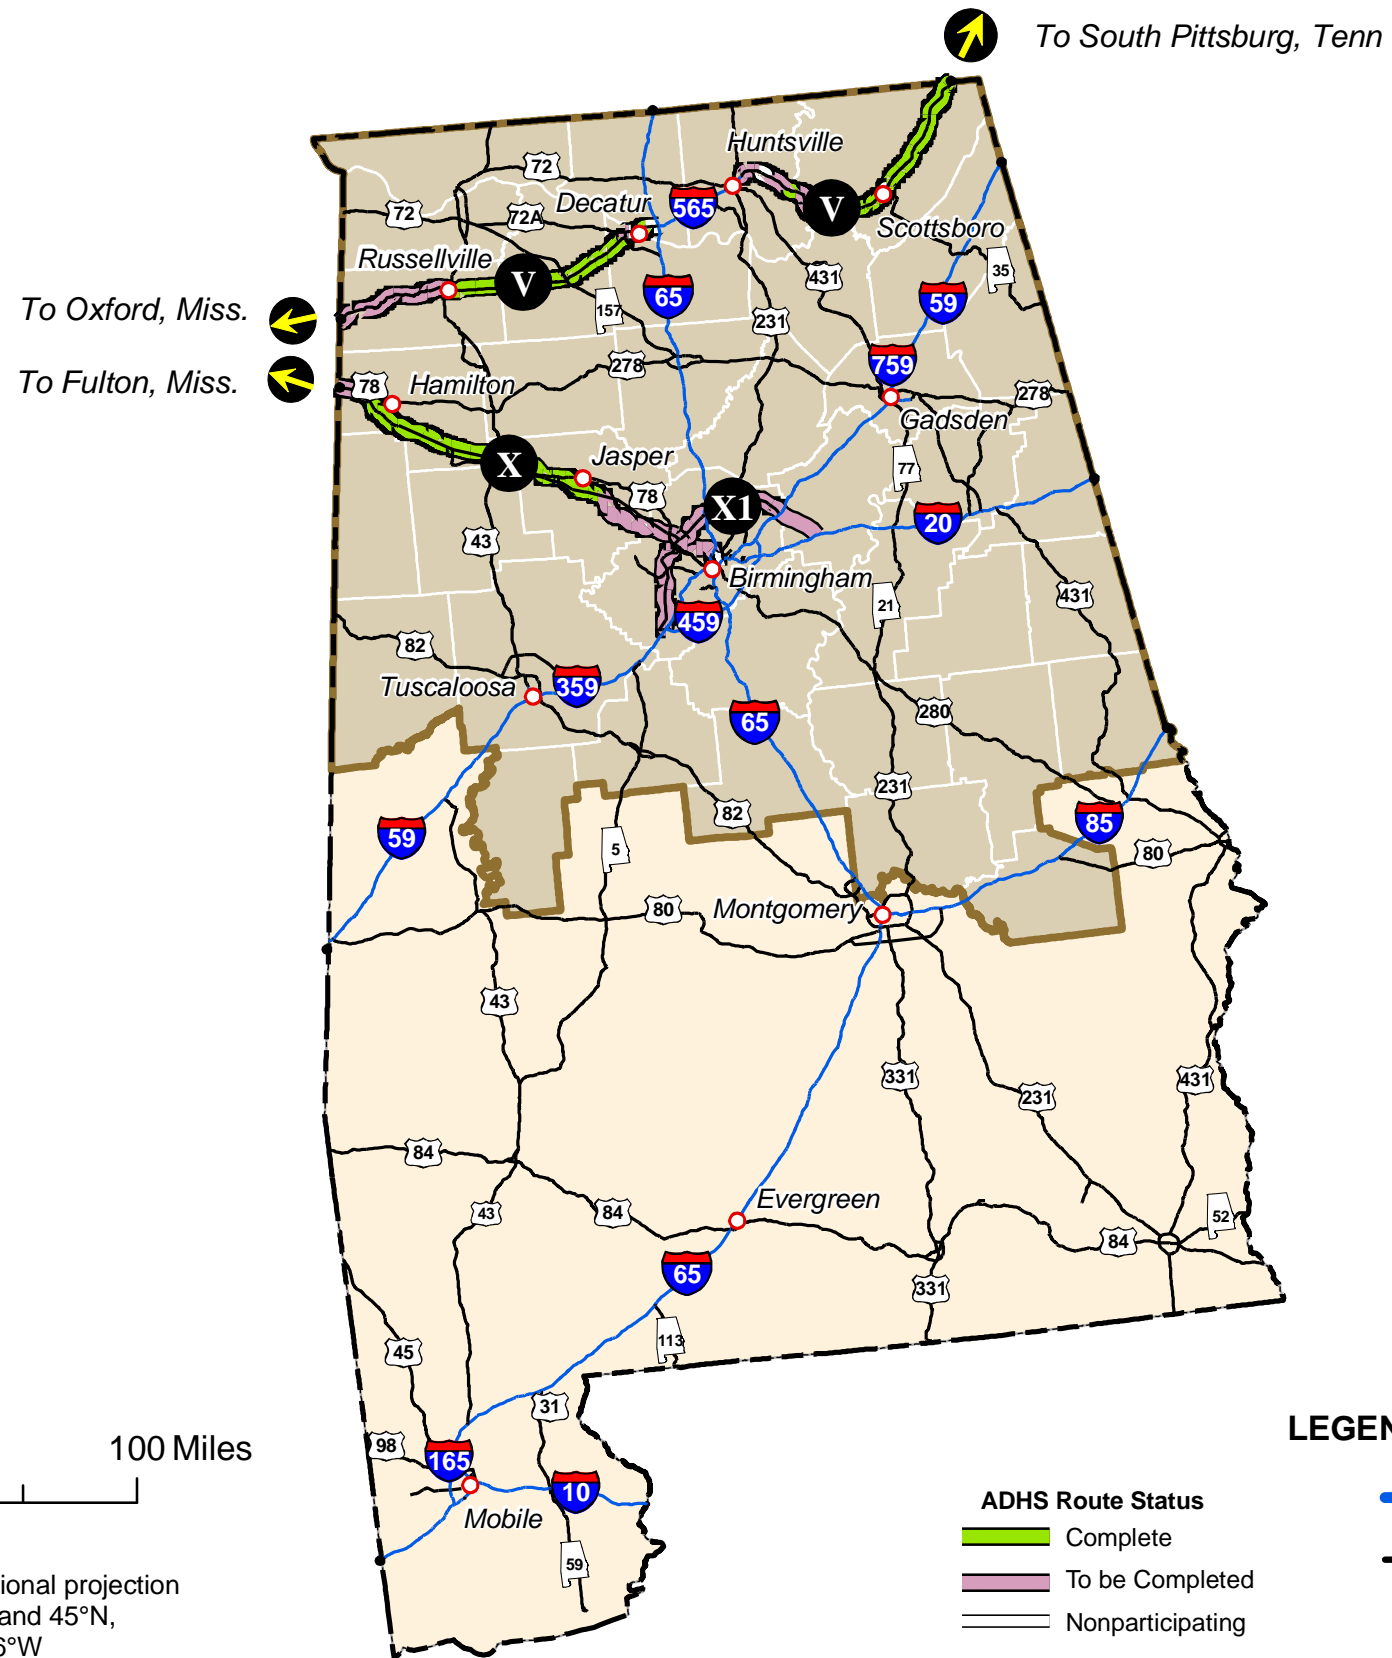 To South Pittsburg, Tenn
Huntsville
72
Decatur
565
V
72
72A
Scottsboro
Russellville
V
431
35
65
59
To Oxford, Miss.
157
231
759
278
To Fulton, Miss.
78
Hamilton
278
Gadsden
X
Jasper
77
78
X1
20
43
Birmingham
431
21
459
82
Tuscaloosa
359
280
65
231
82
85
59
5
80
80
Montgomery
43
331
431
231
84
Evergreen
43
84
52
84
65
331
113
45
31
98
100 Miles
165
10
Mobile
59
LEGEN
ADHS Route Status
Complete
To be Completed
Nonparticipating
ional projection
and 45°N,
6°W